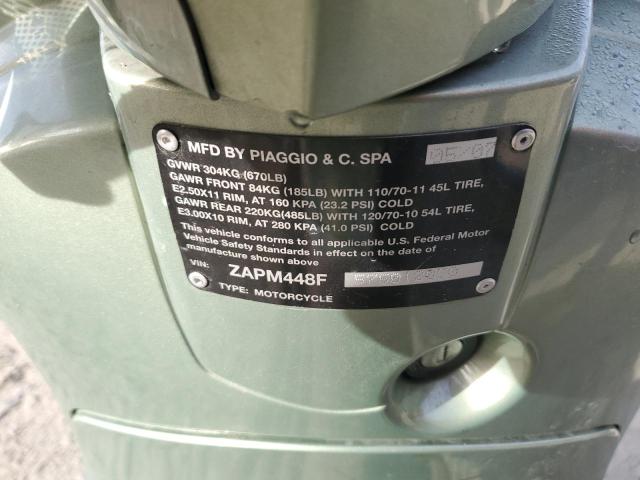 MFD BY PIAGGIO & C. SPA 05/07
GVWR 304KG (670LB)
GAWR FRONT 84KG (185LB) WITH 110/70-11 45L TIRE,
E2.50X11 RIM, AT 160 KPA (23.2 PSI) COLD
GAWR REAR 220KG(485LB) WITH 120/70-10 54L TIRE,
E3.00X10 RIM, AT 280 KPA (41.0 PSI) COLD
This vehicle conforms to all applicable U.S. Federal Motor
Vehicle Safety Standards in effect on the date of
manufacture shown above
VIN: ZAPM448F
TYPE: MOTORCYCLE